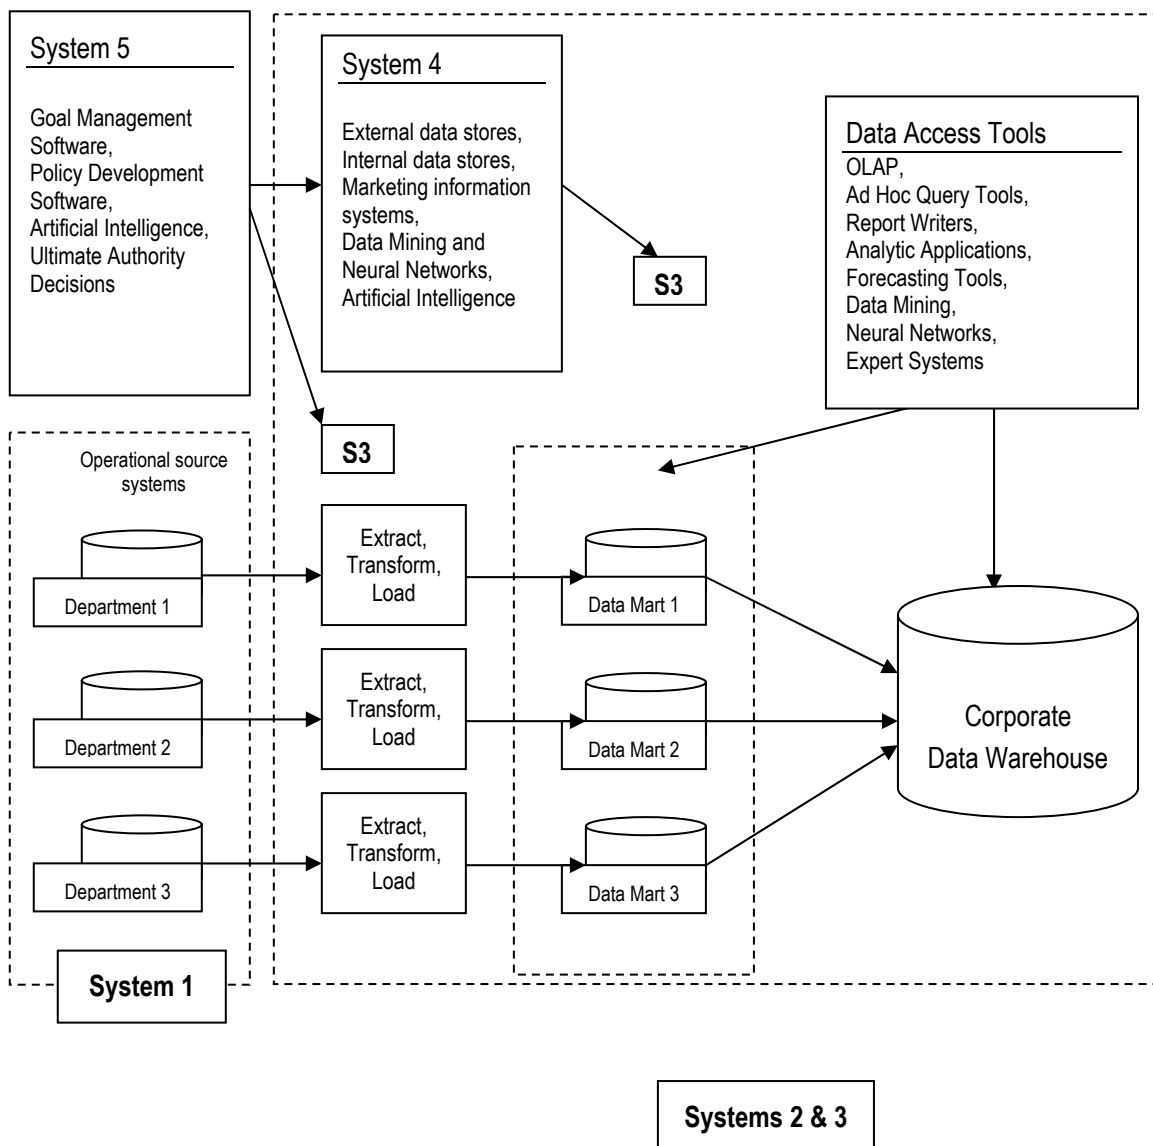 System 5
Goal Management
Software,
Policy Development
Software,
Artificial Intelligence,
Ultimate Authority
Decisions
System 4
External data stores,
Internal data stores,
Marketing information
systems,
Data Mining and
Neural Networks,
Artificial Intelligence
S3
Data Access Tools
OLAP,
Ad Hoc Query Tools,
Report Writers,
Analytic Applications,
Forecasting Tools,
Data Mining,
Neural Networks,
Expert Systems
S3
Operational source
systems
Department 1
Extract,
Transform,
Load
Data Mart 1
Department 2
Extract,
Transform,
Load
Data Mart 2
Department 3
Extract,
Transform,
Load
Data Mart 3
Corporate
Data Warehouse
System 1
Systems 2 & 3